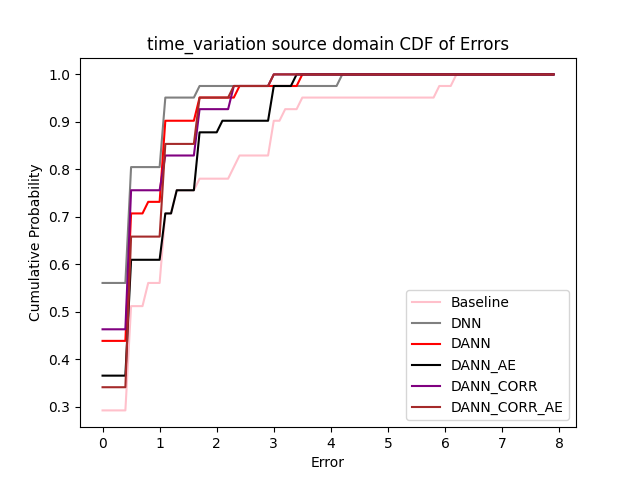 time_variation source domain CDF of Errors
Cumulative Probability
1.0
0.9
0.8
0.7
0.6
0.5
0.4
0.3
0 1 2 3 4 5 6 7 8
Error
Baseline
DNN
DANN
DANN_AE
DANN_CORR
DANN_CORR_AE